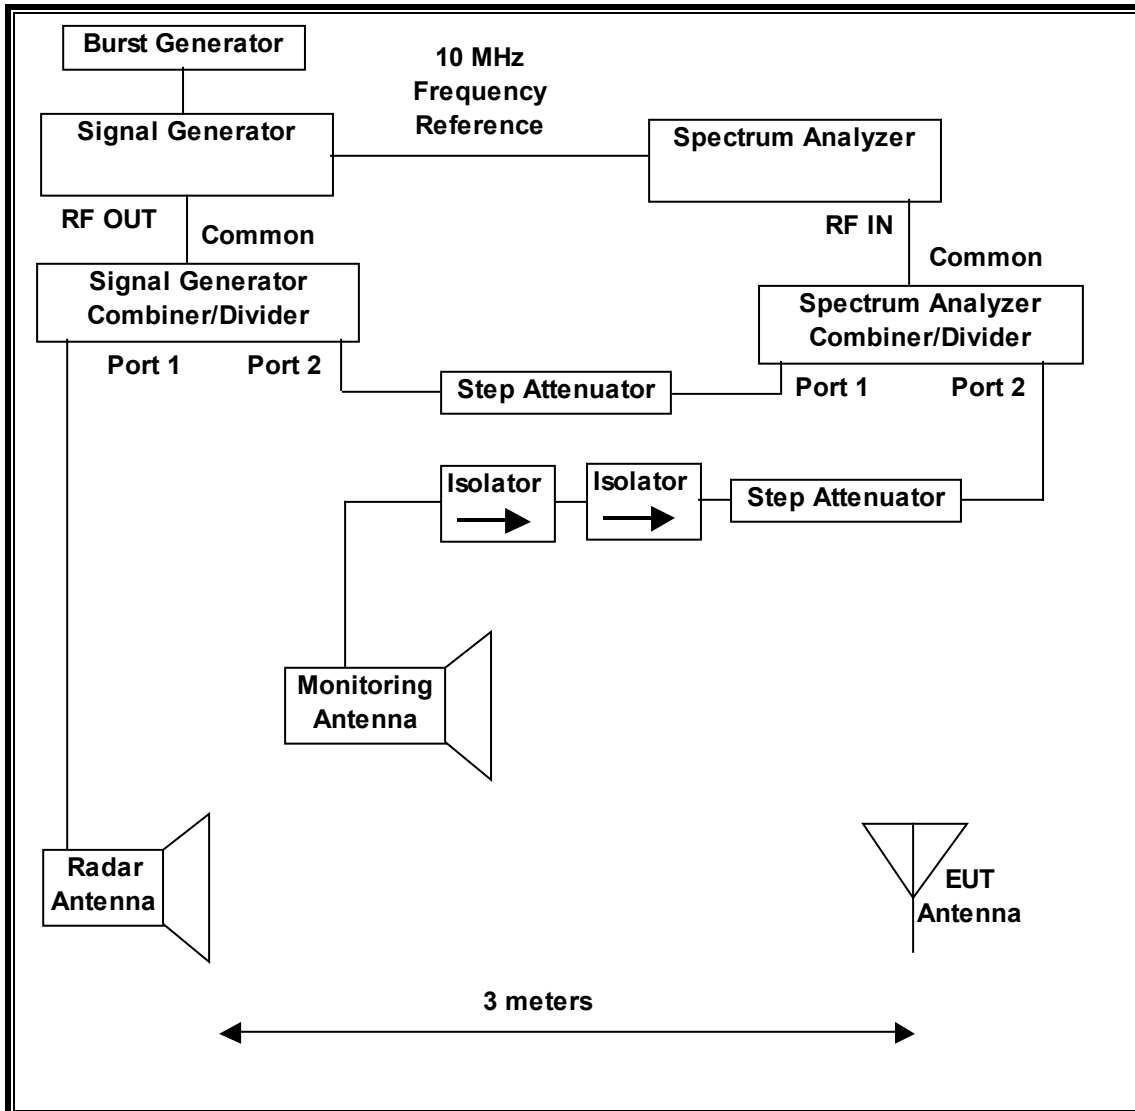 Burst Generator
10 MHz
Frequency
Reference
Signal Generator
Spectrum Analyzer
RF OUT
Common
RF IN
Common
Signal Generator
Combiner/Divider
Spectrum Analyzer
Combiner/Divider
Port 1
Port 2
Step Attenuator
Port 1
Port 2
Isolator
Isolator
Step Attenuator
Monitoring
Antenna
Radar
Antenna
EUT
Antenna
3 meters